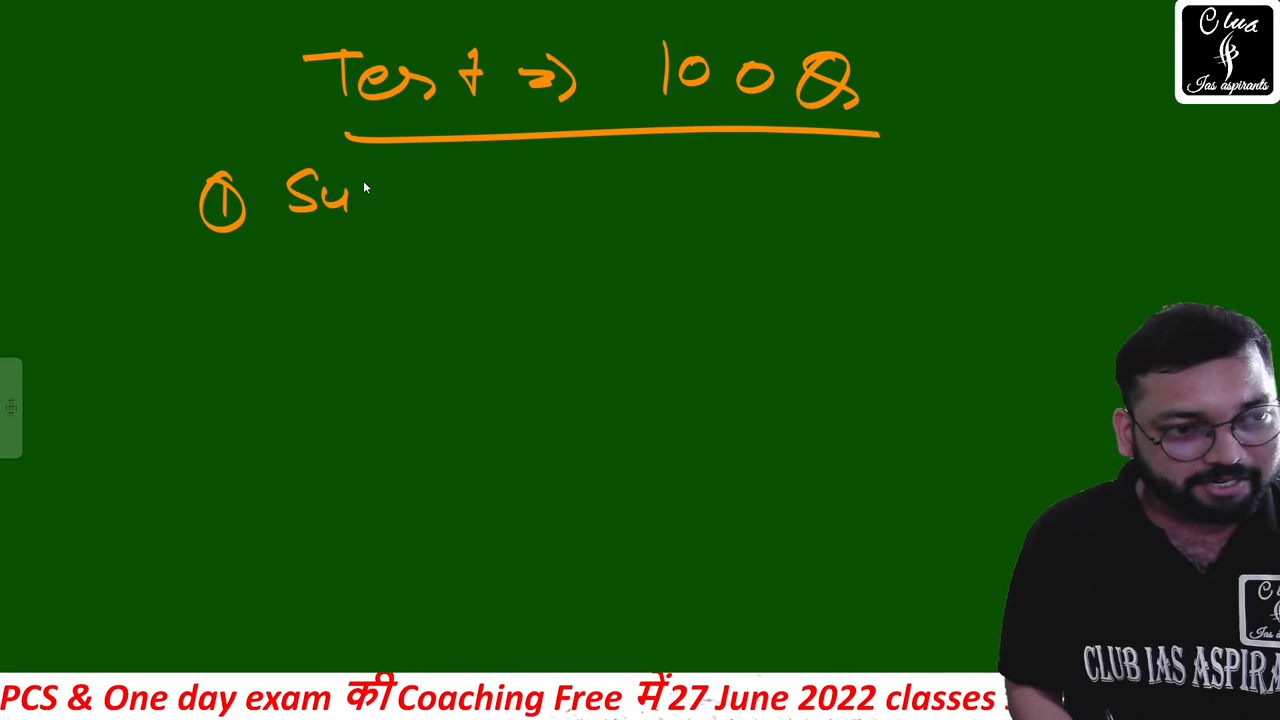 Club
Ias aspirants
Test => 100Q
① Su
CLUB IAS ASPIRA
PCS & One day exam की Coaching Free में 27 June 2022 classes